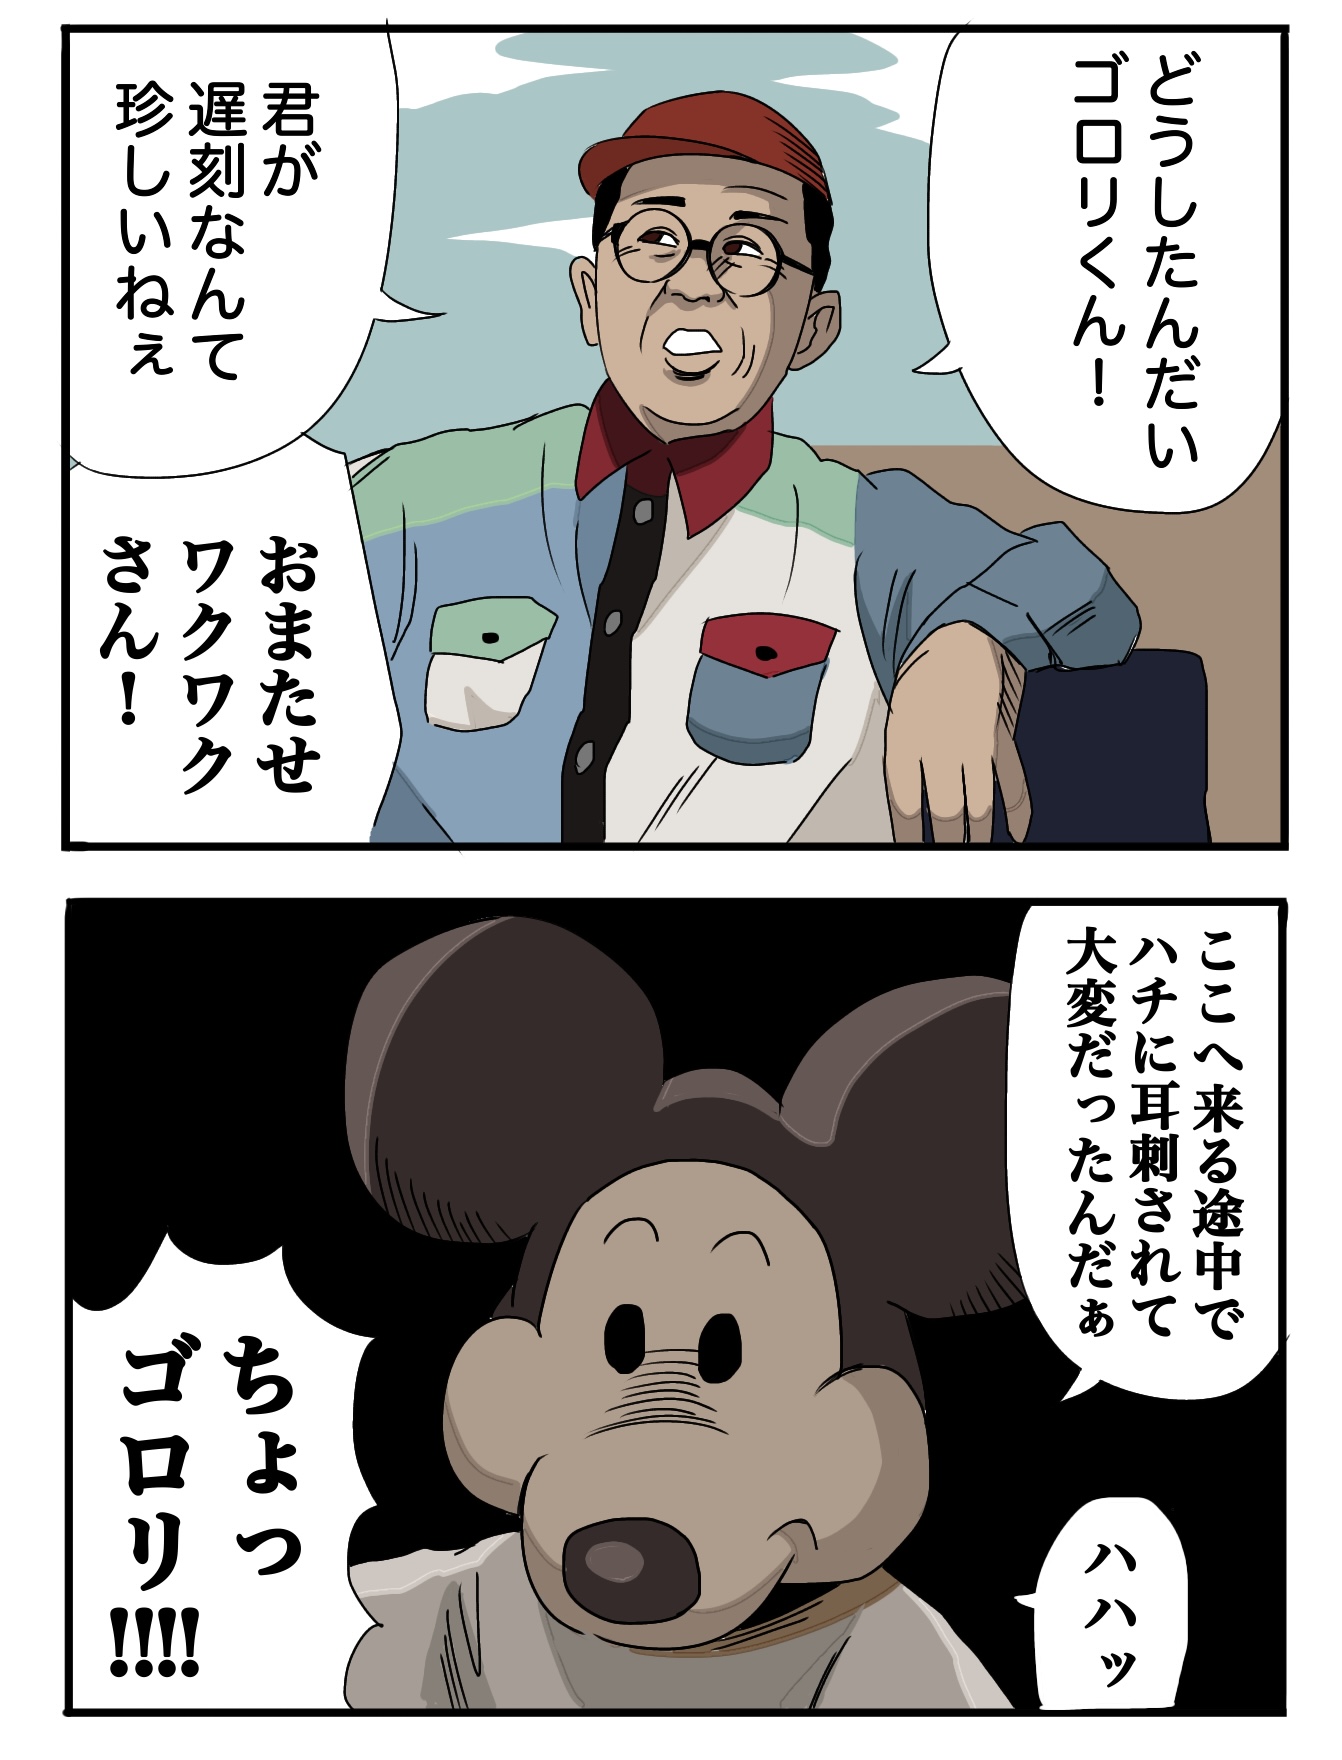 どうしたんだい
ゴロリくん！
君が
遅刻なんて
珍しいねぇ
おまたせ
ワクワク
さん！
ここへ来る途中で
ハチに耳刺されて
大変だったんだぁ
ハハッ
ちょっ
ゴロリ
!!!!